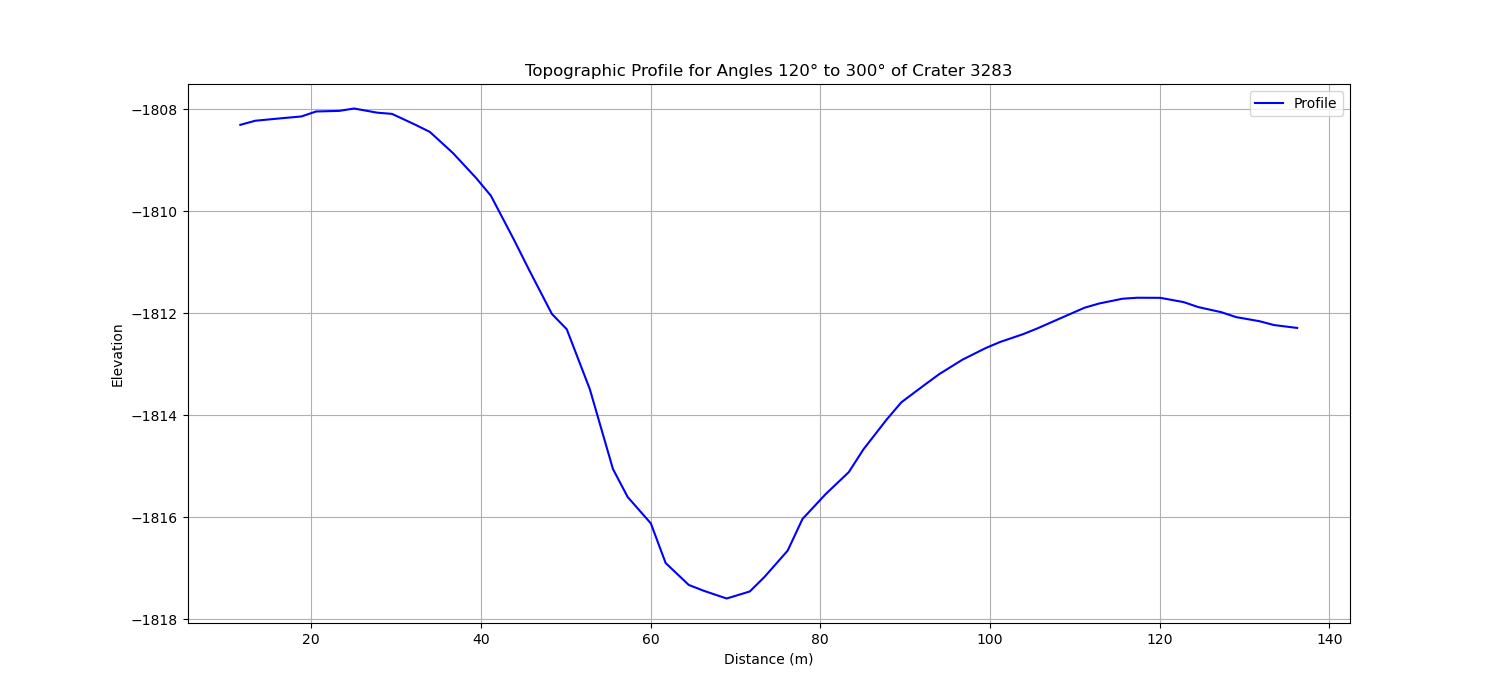 Topographic Profile for Angles 120° to 300° of Crater 3283
Profile
−1808
−1810
−1812
−1814
−1816
−1818
Elevation
20 40 60 80 100 120 140
Distance (m)